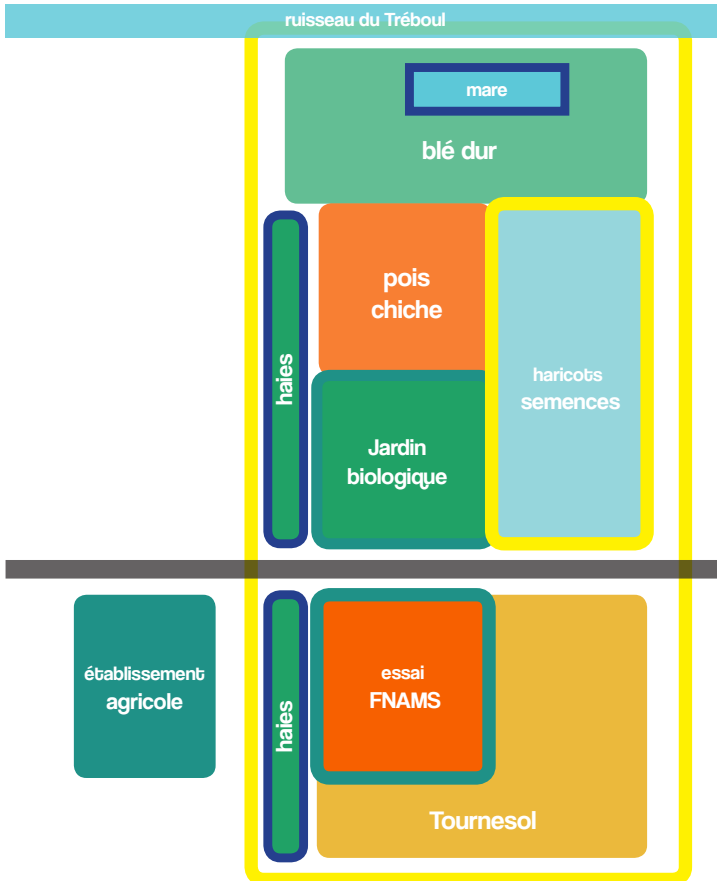 ruisseau du Tréboul
mare
blé dur
pois
chiche
haies
haricots
semences
Jardin
biologique
établissement
agricole
haies
essai
FNAMS
Tournesol